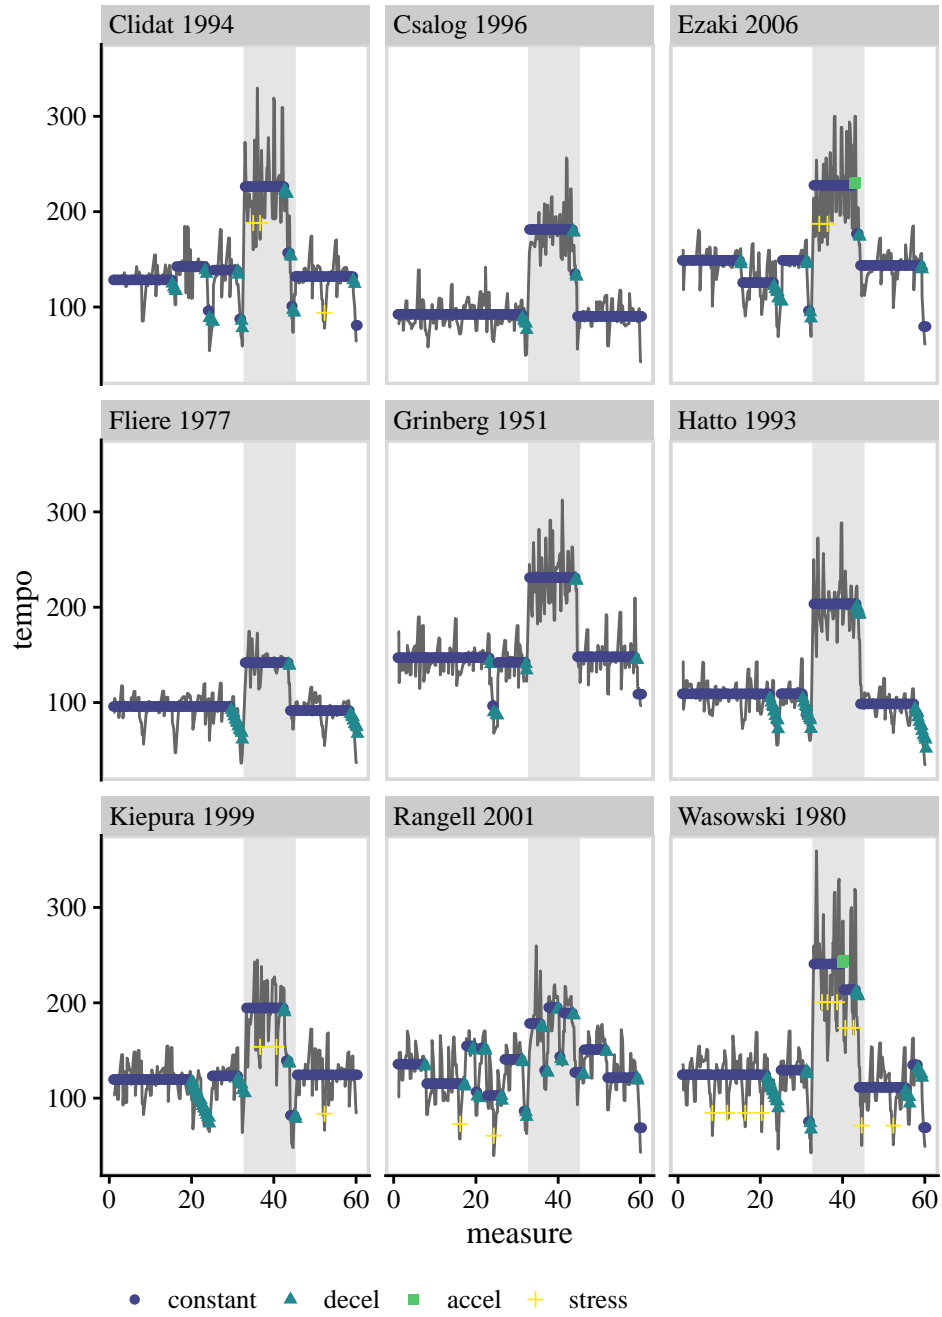 Clidat 1994 Csalog 1996 Ezaki 2006
300
200
100
Fliere 1977 Grinberg 1951 Hatto 1993
300
200
100
tempo
Kiepura 1999 Rangell 2001 Wasowski 1980
300
200
100
0 20 40 60 0 20 40 60 0 20 40 60
measure
constant decel accel stress